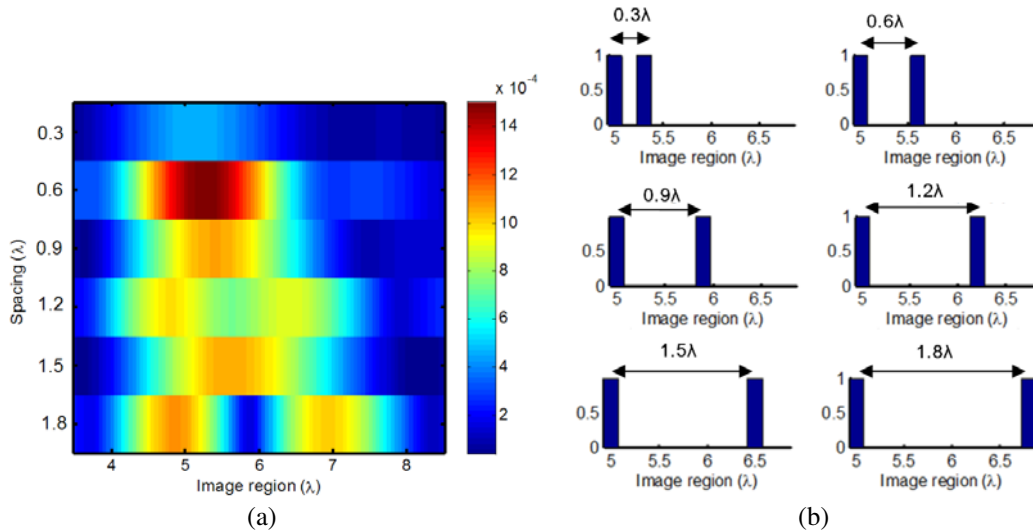 x 10⁻⁴
14
12
10
8
6
4
2
0.3
0.6
0.9
1.2
1.5
1.8
Spacing (λ)
4 5 6 7 8
Image region (λ)
(a)
0.3λ
1
0.5
0
5 5.5 6 6.5
Image region (λ)
0.6λ
1
0.5
0
5 5.5 6 6.5
Image region (λ)
0.9λ
1
0.5
0
5 5.5 6 6.5
Image region (λ)
1.2λ
1
0.5
0
5 5.5 6 6.5
Image region (λ)
1.5λ
1
0.5
0
5 5.5 6 6.5
Image region (λ)
1.8λ
1
0.5
0
5 5.5 6 6.5
Image region (λ)
(b)